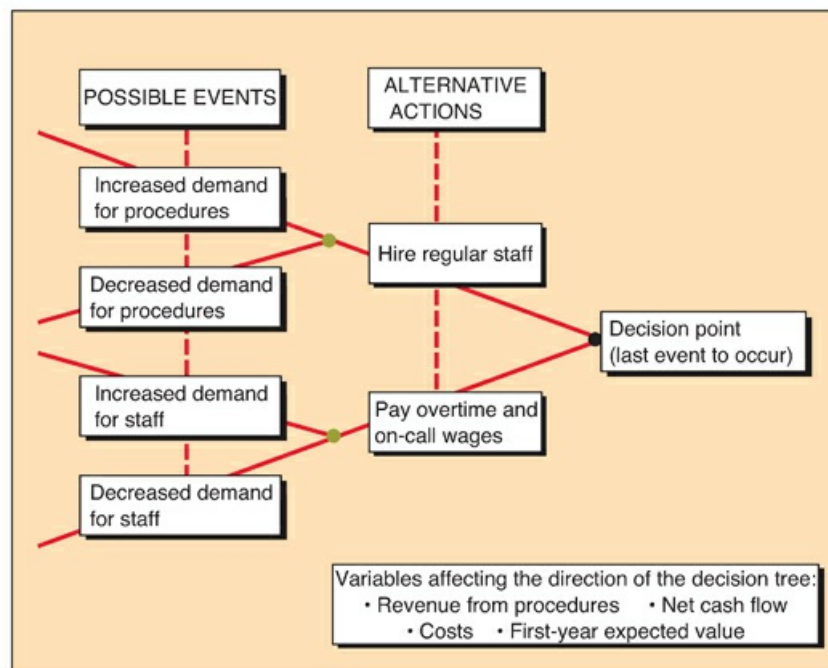 POSSIBLE EVENTS
ALTERNATIVE
ACTIONS
Increased demand
for procedures
Decreased demand
for procedures
Increased demand
for staff
Decreased demand
for staff
Hire regular staff
Pay overtime and
on-call wages
Decision point
(last event to occur)
Variables affecting the direction of the decision tree:
• Revenue from procedures • Net cash flow
• Costs • First-year expected value